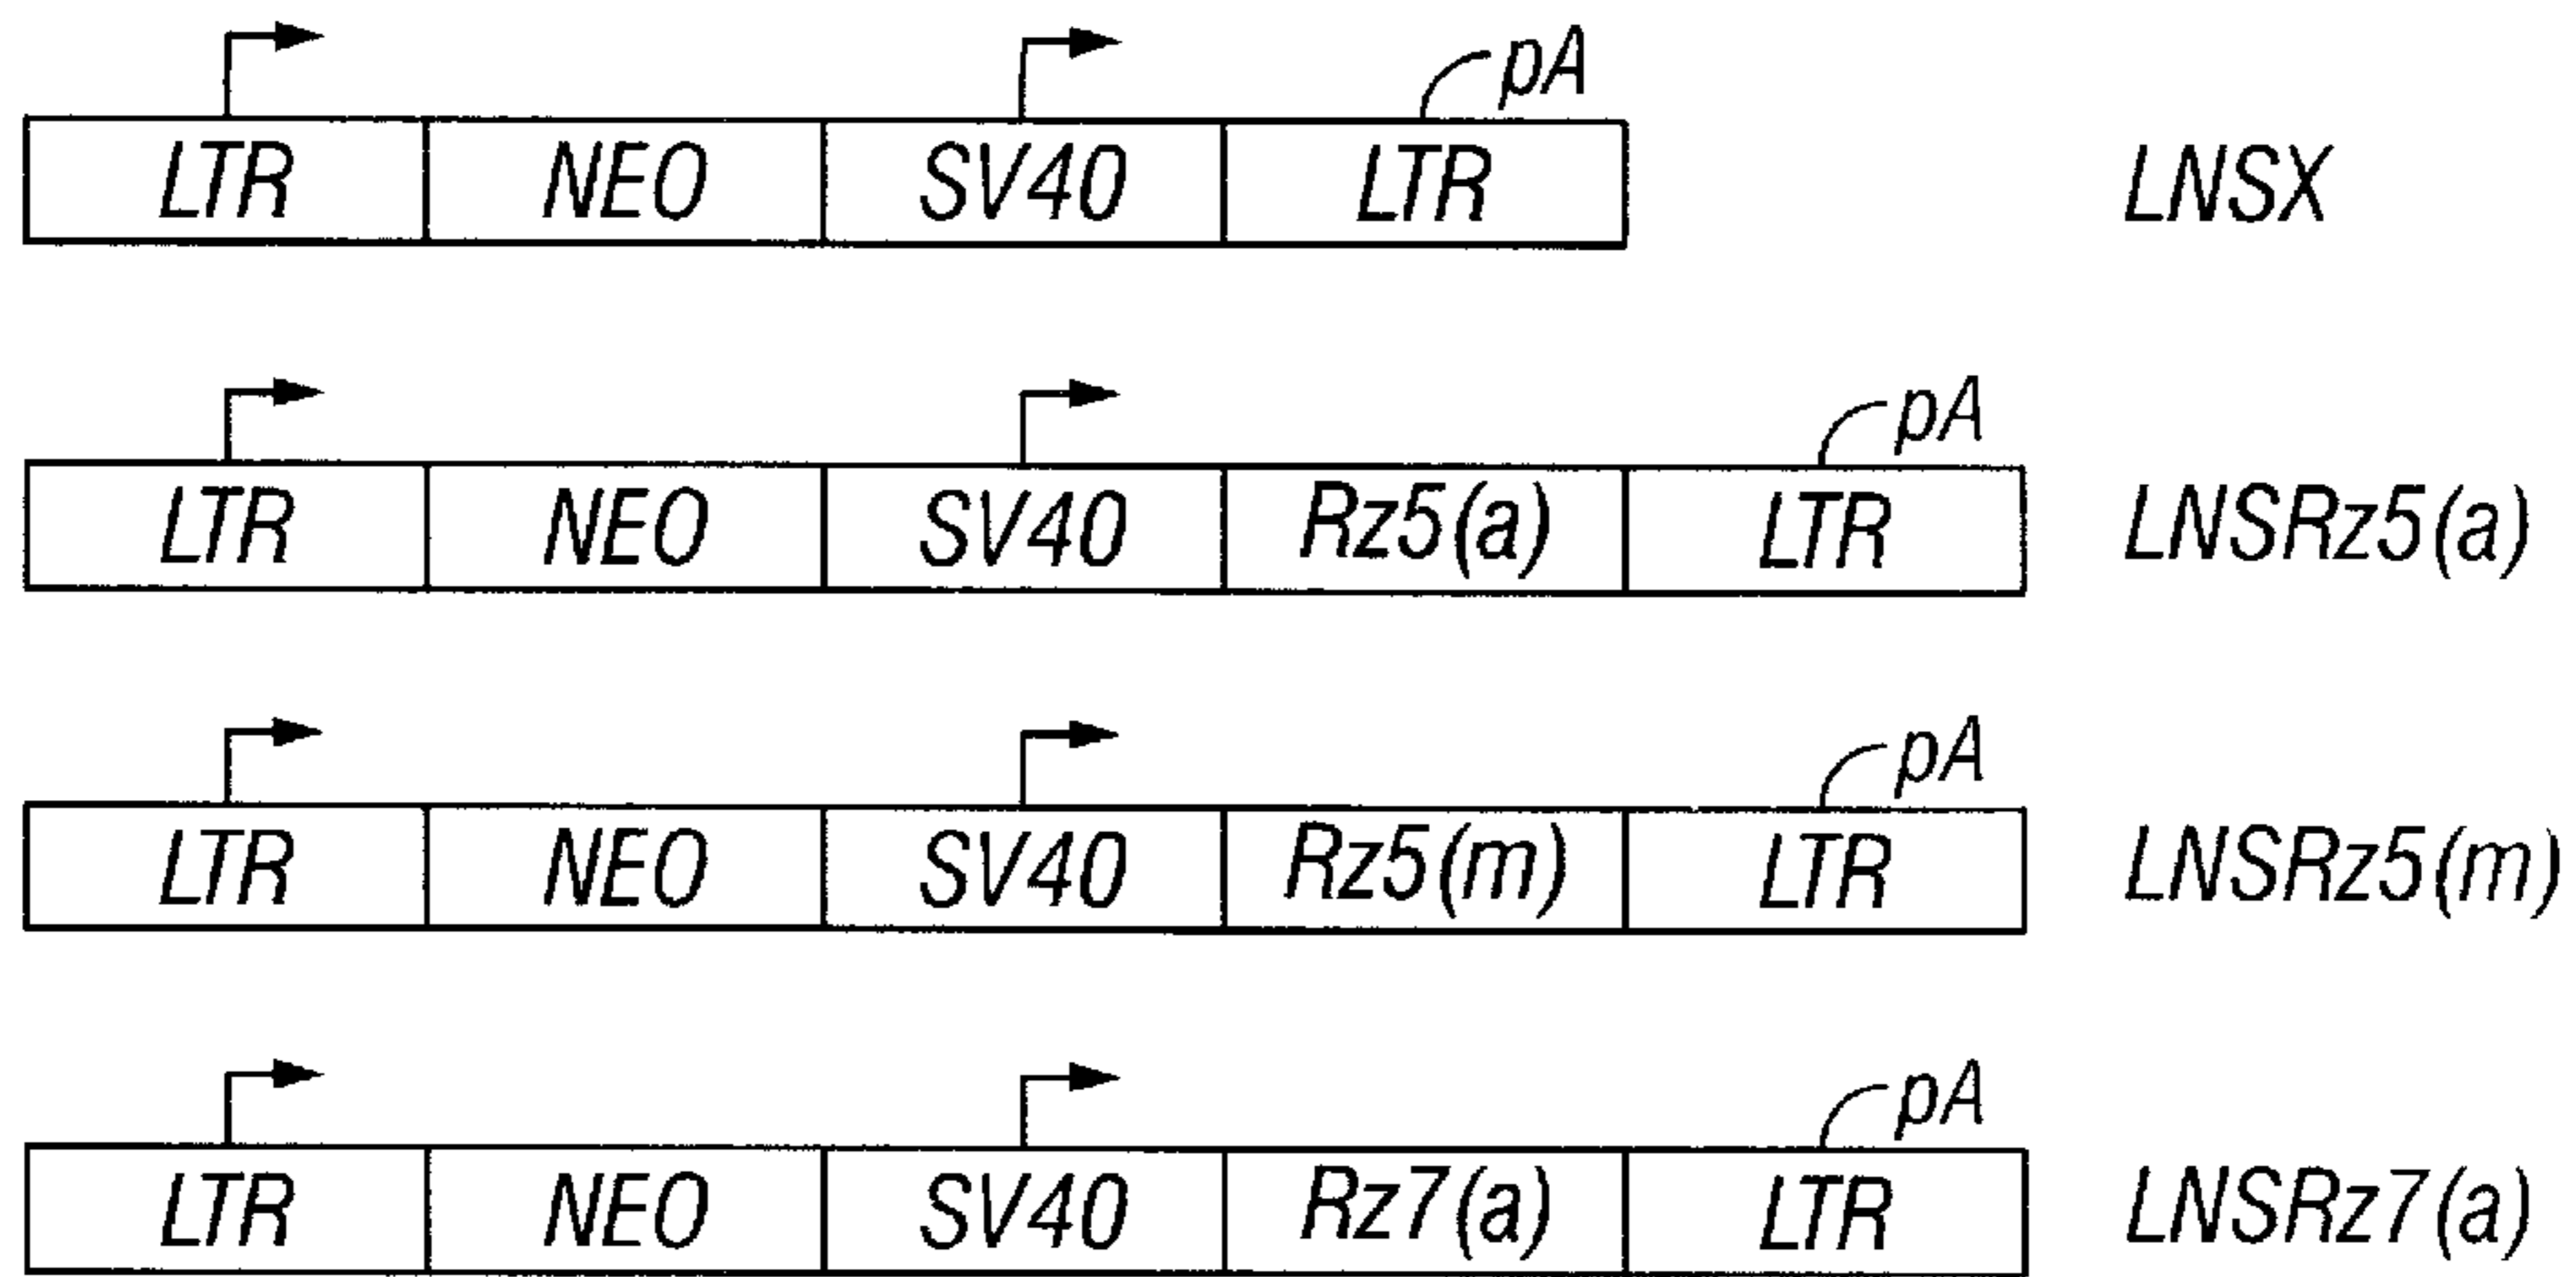 pA
LTR NEO SV40 LTR LNSX
pA
LTR NEO SV40 Rz5(a) LTR LNSRz5(a)
pA
LTR NEO SV40 Rz5(m) LTR LNSRz5(m)
pA
LTR NEO SV40 Rz7(a) LTR LNSRz7(a)